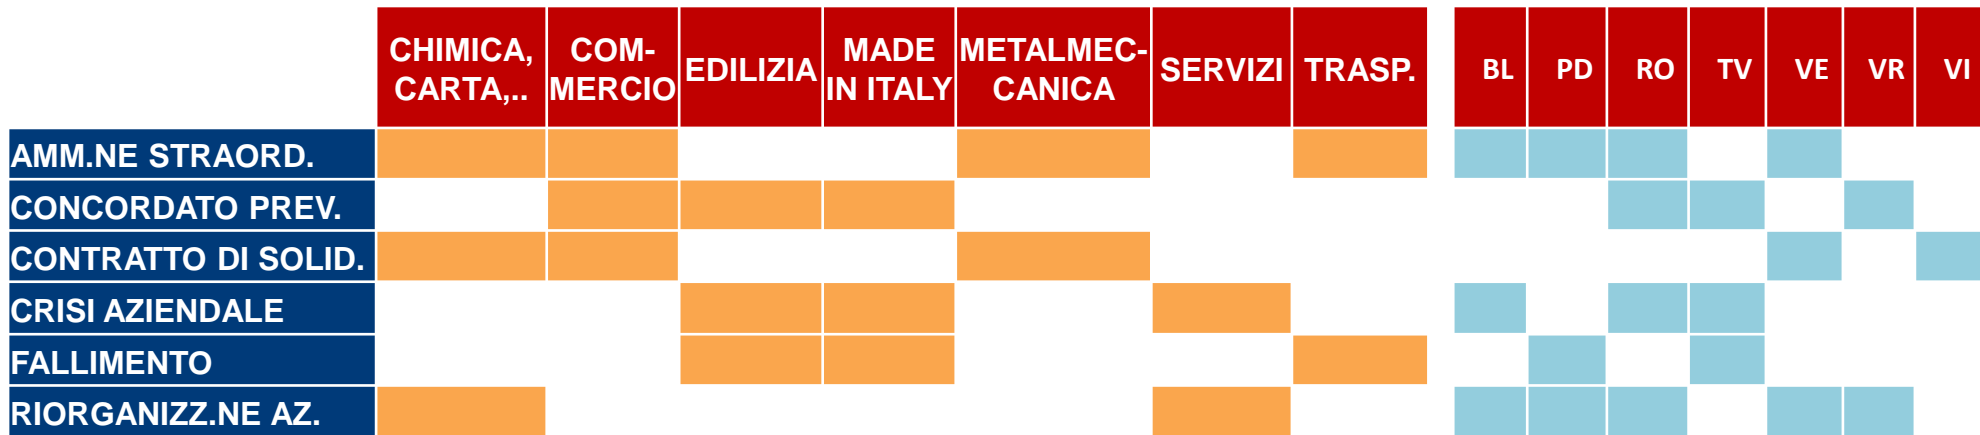 CHIMICA,
CARTA,..
COM-
MERCIO
EDILIZIA
MADE
IN ITALY
METALMEC-
CANICA
SERVIZI
TRASP.
BL
PD
RO
TV
VE
VR
VI
AMM.NE STRAORD.
CONCORDATO PREV.
CONTRATTO DI SOLID.
CRISI AZIENDALE
FALLIMENTO
RIORGANIZZ.NE AZ.